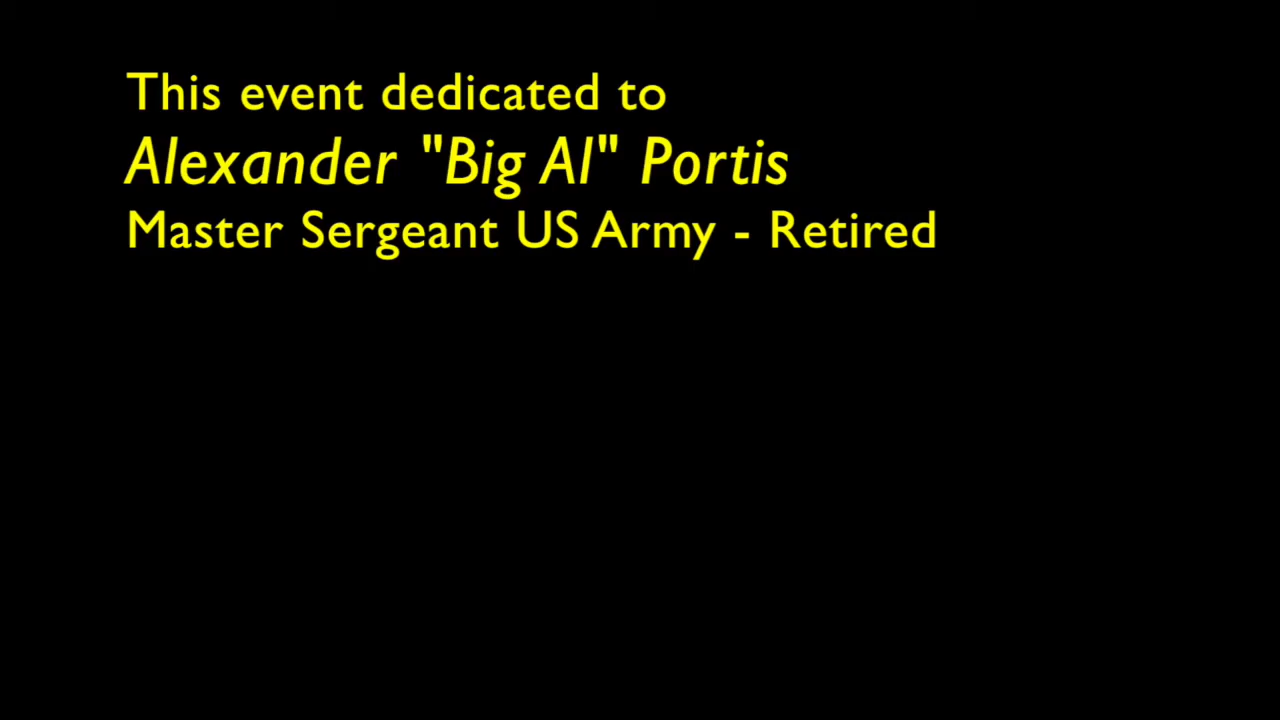 This event dedicated to
Alexander "Big Al" Portis
Master Sergeant US Army - Retired